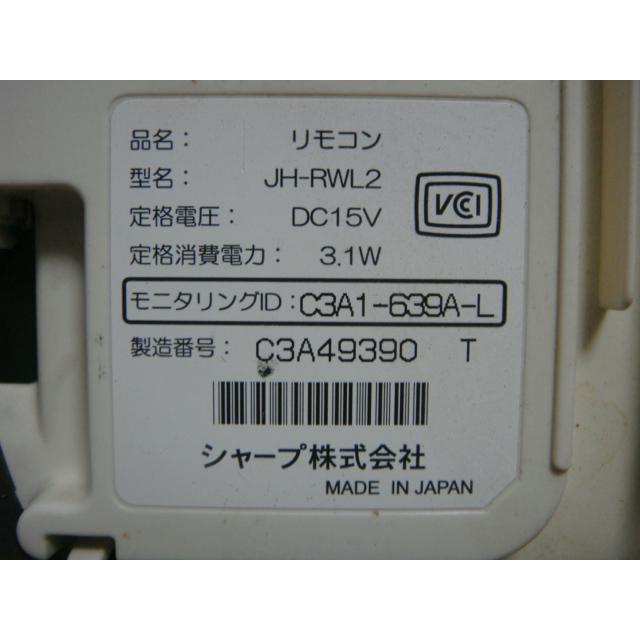 品名： リモコン
型名： JH-RWL2
定格電圧： DC15V
定格消費電力： 3.1W
VCCI
モニタリングID：C3A1-639A-L
製造番号： C3A49390 T
シャープ株式会社
MADE IN JAPAN